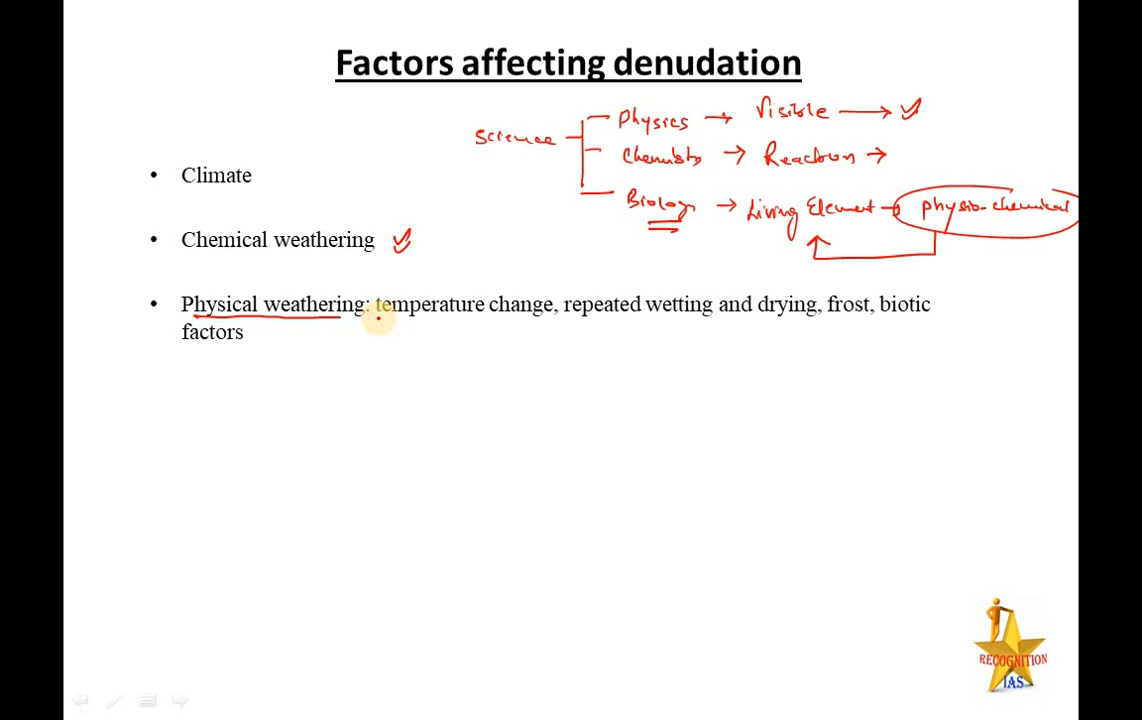 Factors affecting denudation
Physics → Visible →
Science
Chemistry → Reaction →
• Climate
Biology → Living Element → physio-chemical
• Chemical weathering
• Physical weathering: temperature change, repeated wetting and drying, frost, biotic
factors
RECOGNITION
IAS